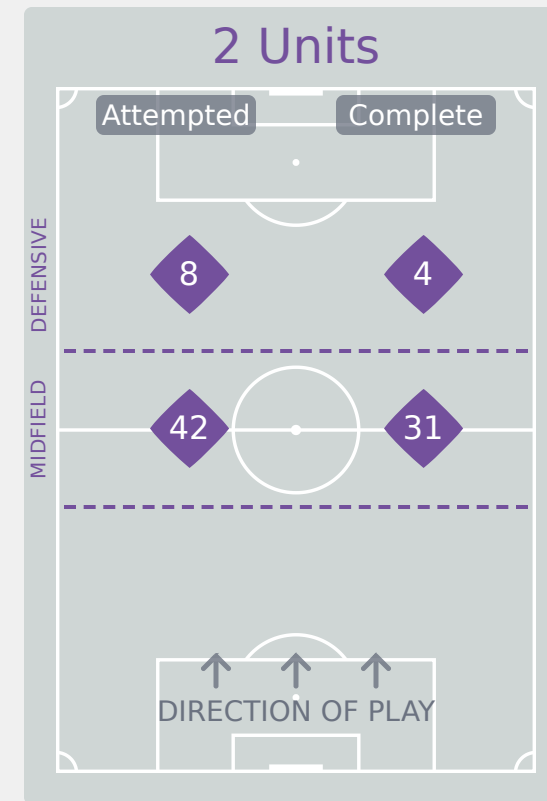 2 Units
Attempted Complete
DEFENSIVE
8 4
MIDFIELD
42 31
DIRECTION OF PLAY